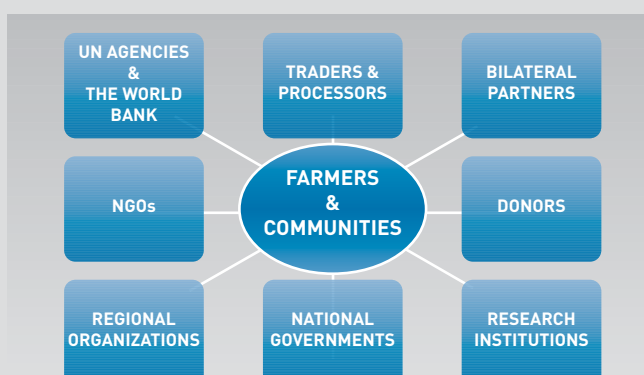 UN AGENCIES
&
THE WORLD
BANK
TRADERS &
PROCESSORS
BILATERAL
PARTNERS
NGOs
FARMERS
&
COMMUNITIES
DONORS
REGIONAL
ORGANIZATIONS
NATIONAL
GOVERNMENTS
RESEARCH
INSTITUTIONS